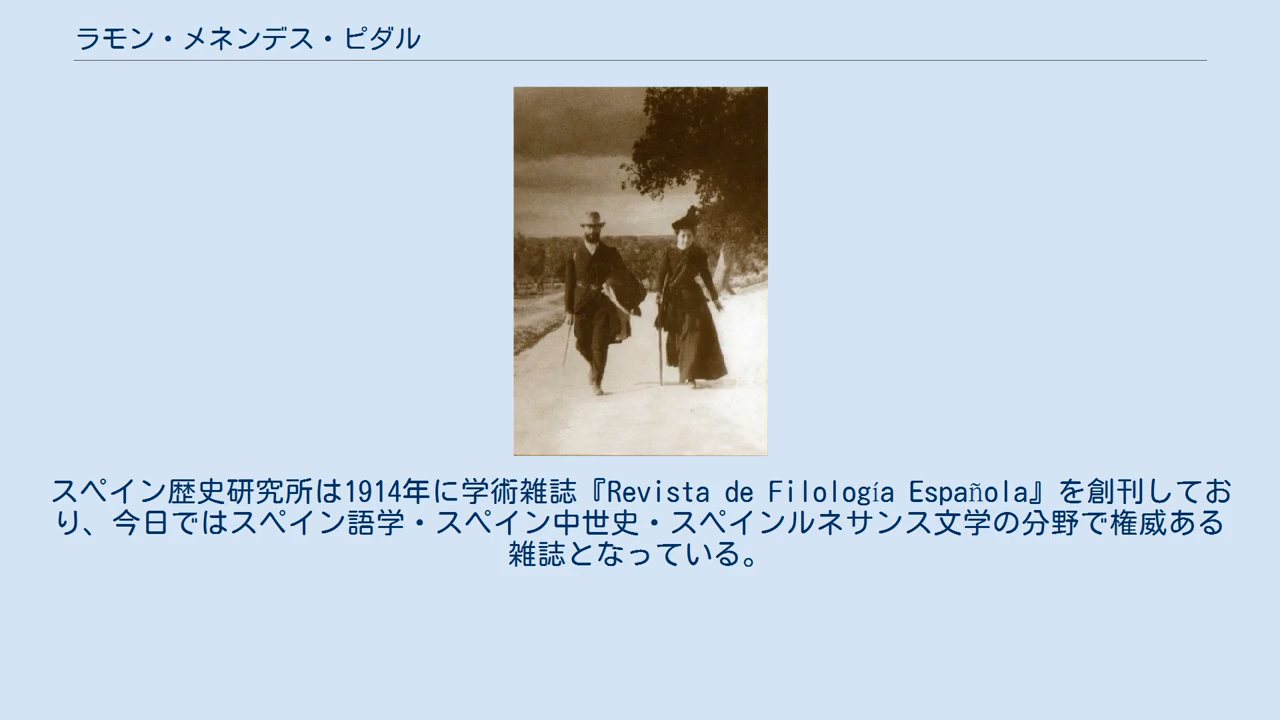 ラモン・メネンデス・ピダル
スペイン歴史研究所は1914年に学術雑誌『Revista de Filología Española』を創刊してお
り、今日ではスペイン語学・スペイン中世史・スペインルネサンス文学の分野で権威ある
雑誌となっている。